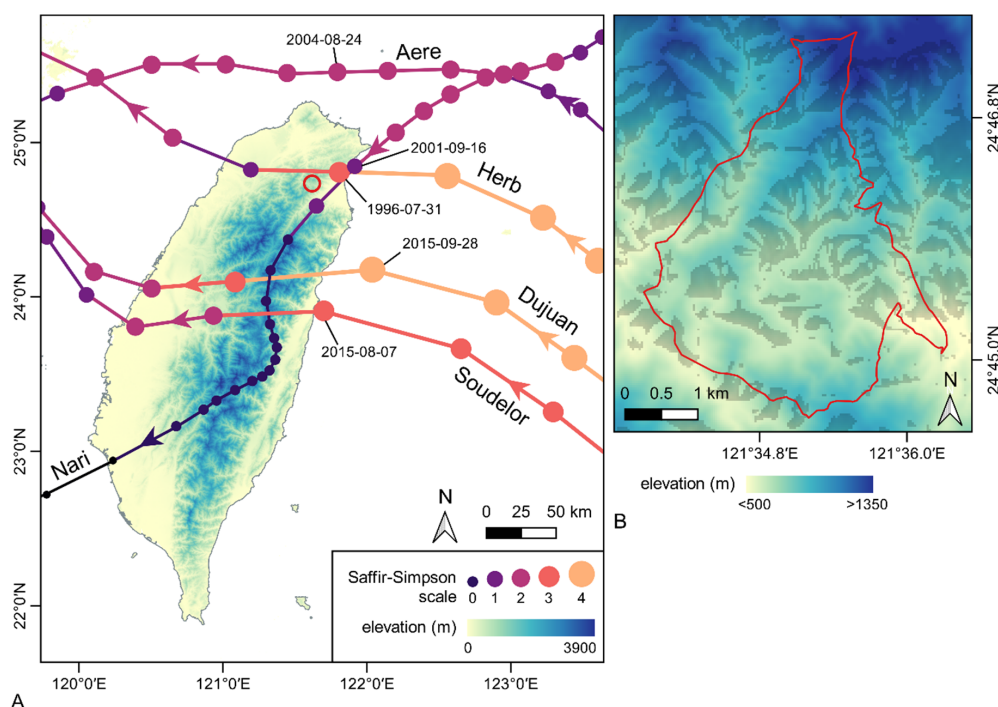 2004-08-24
Aere
25°0′N
2001-09-16
Herb
1996-07-31
2015-09-28
24°0′N
Dujuan
2015-08-07
Soudelor
23°0′N
Nari
N
0 25 50 km
22°0′N
Saffir-Simpson
scale
0 1 2 3 4
elevation (m)
0 3900
120°0′E 121°0′E 122°0′E 123°0′E
A
24°46.8′N
24°45.0′N
N
0 0.5 1 km
121°34.8′E 121°36.0′E
elevation (m)
<500 >1350
B